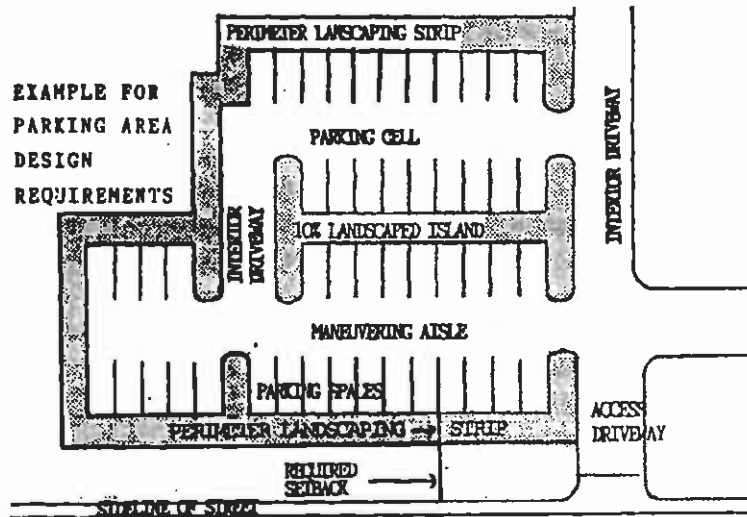 PERIMETER LANSCAPING STRIP
EXAMPLE FOR
PARKING AREA
DESIGN
REQUIREMENTS
PARKING CELL
INTERIOR DRIVEWAY
INTERIOR
DRIVEWAY
10% LANDSCAPED ISLAND
MANEUVERING AISLE
PARKING SPACES
PERIMETER LANDSCAPING → STRIP
ACCESS
DRIVEWAY
REQUIRED
SETBACK
SIDELINE OF STREET